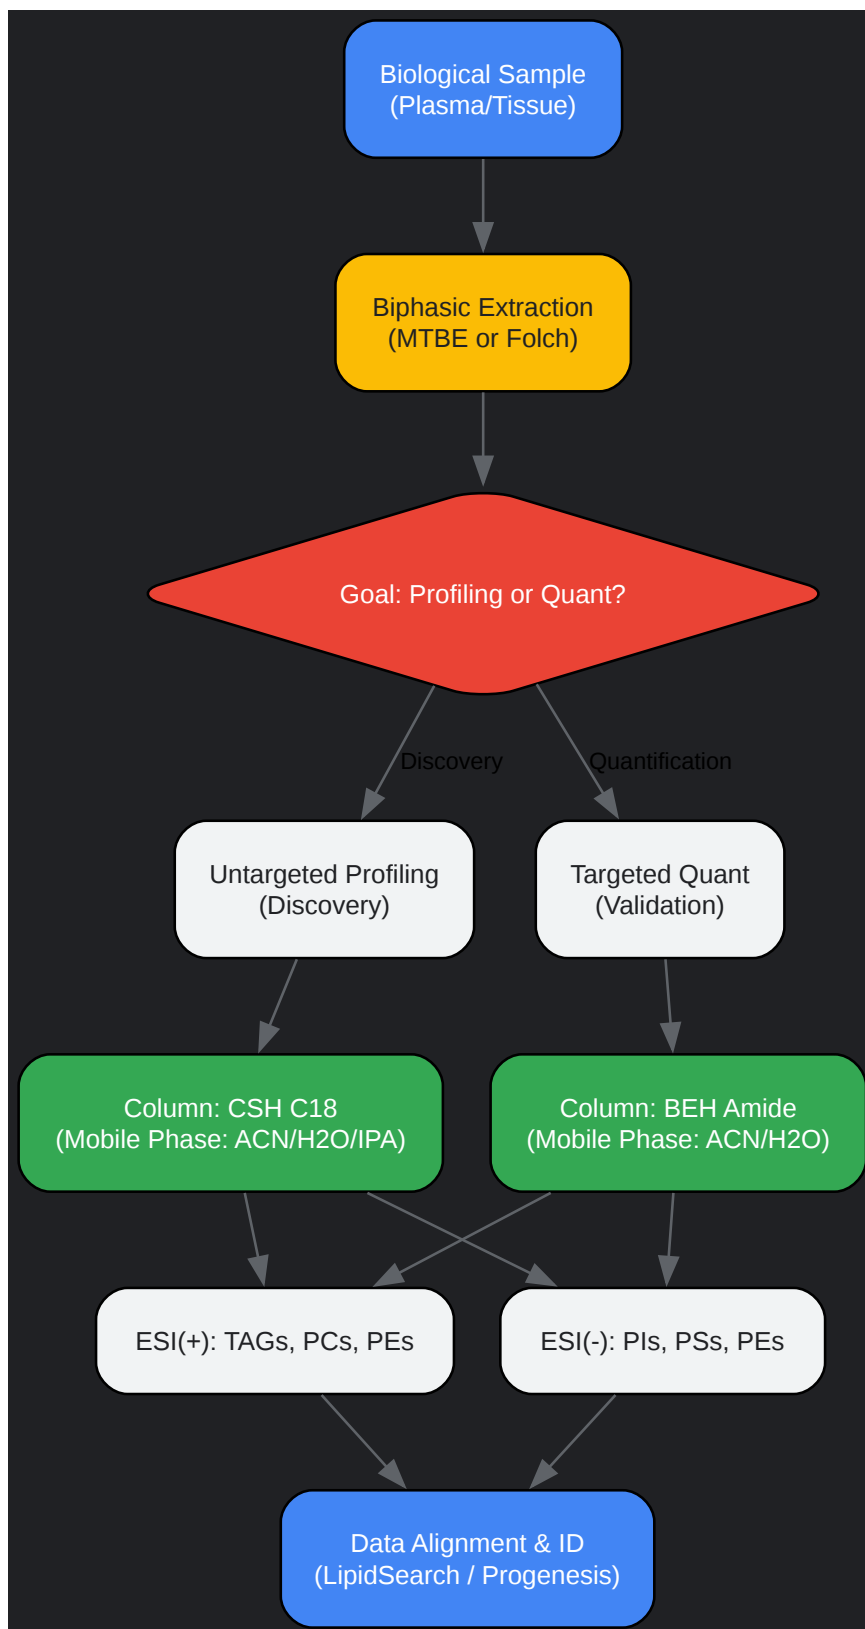 Biological Sample
(Plasma/Tissue)
Biphasic Extraction
(MTBE or Folch)
Goal: Profiling or Quant?
Discovery
Quantification
Untargeted Profiling
(Discovery)
Targeted Quant
(Validation)
Column: CSH C18
(Mobile Phase: ACN/H2O/IPA)
Column: BEH Amide
(Mobile Phase: ACN/H2O)
ESI(+): TAGs, PCs, PEs
ESI(-): PIs, PSs, PEs
Data Alignment & ID
(LipidSearch / Progenesis)